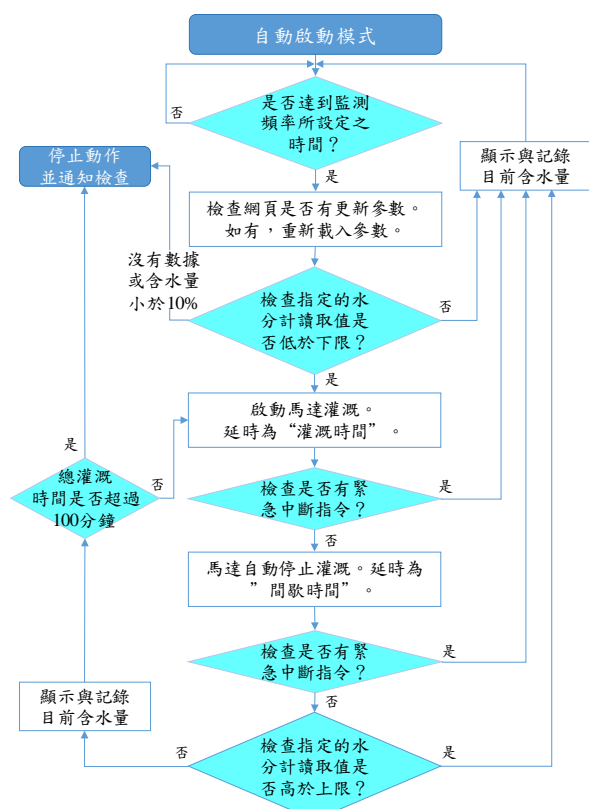 自動啟動模式
否
是否達到監測
頻率所設定之
時間？
停止動作
並通知檢查
顯示與記錄
目前含水量
是
檢查網頁是否有更新參數。
如有，重新載入參數。
沒有數據
或含水量
小於10%
檢查指定的水
分計讀取值是
否低於下限？
否
是
啟動馬達灌溉。
延時為“灌溉時間”。
是
總灌溉
時間是否超過
100分鐘
否
檢查是否有緊
急中斷指令？
是
否
馬達自動停止灌溉。延時為
”間歇時間”。
檢查是否有緊
急中斷指令？
是
否
顯示與記錄
目前含水量
否
檢查指定的水
分計讀取值是
否高於上限？
是